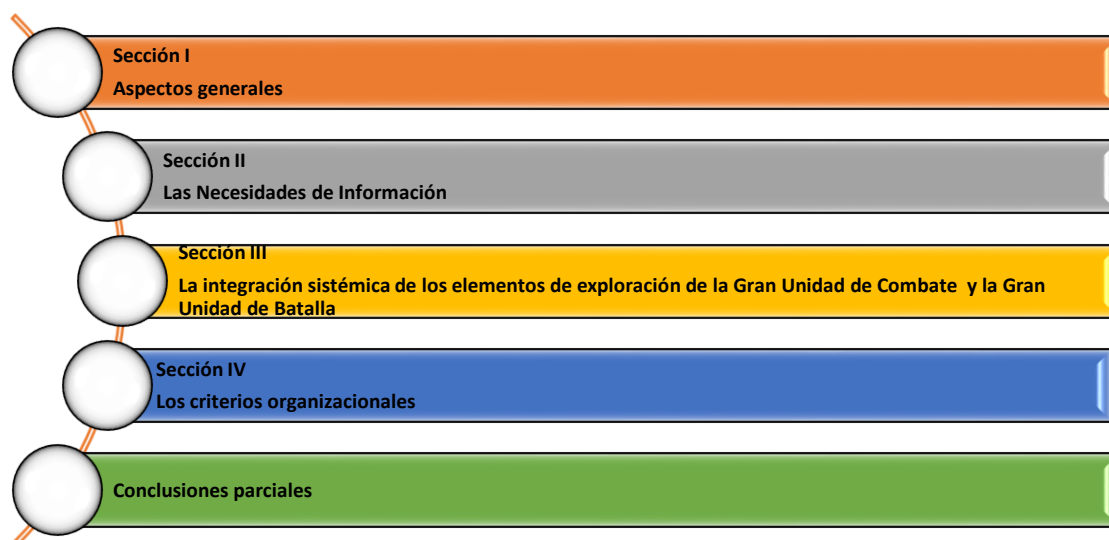 Sección I
Aspectos generales
Sección II
Las Necesidades de Información
Sección III
La integración sistémica de los elementos de exploración de la Gran Unidad de Combate y la Gran
Unidad de Batalla
Sección IV
Los criterios organizacionales
Conclusiones parciales